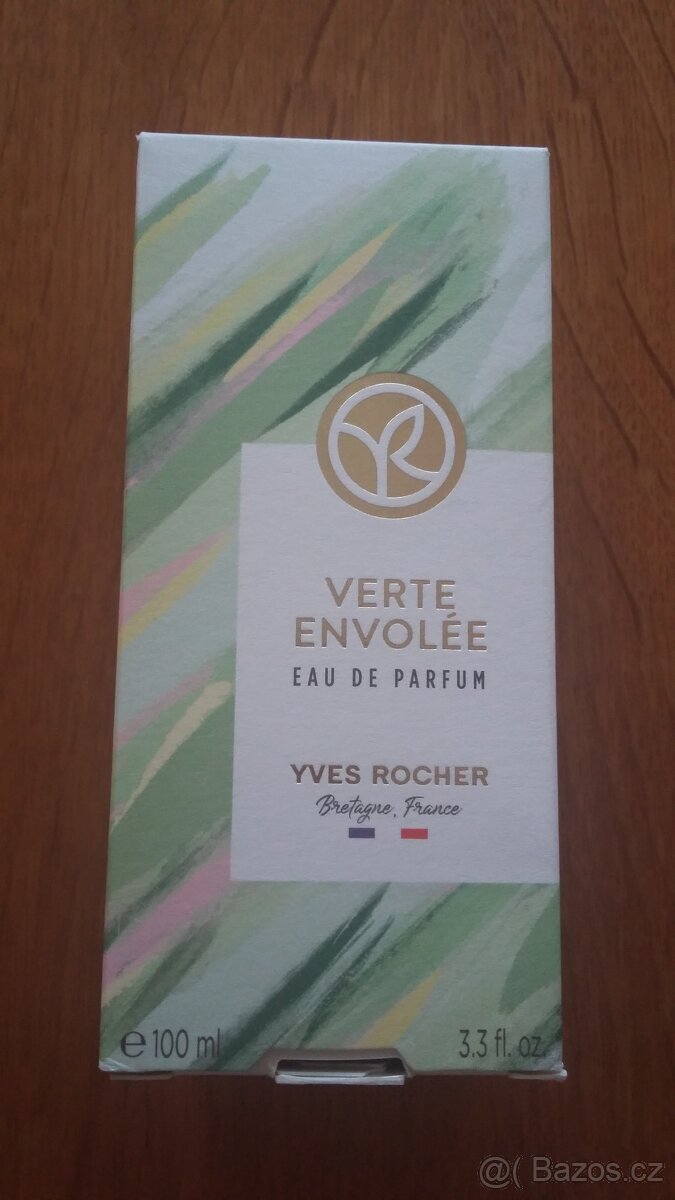 VERTE
ENVOLÉE
EAU DE PARFUM
YVES ROCHER
Bretagne, France
e 100 ml
3.3 fl. oz.
@( Bazos.cz